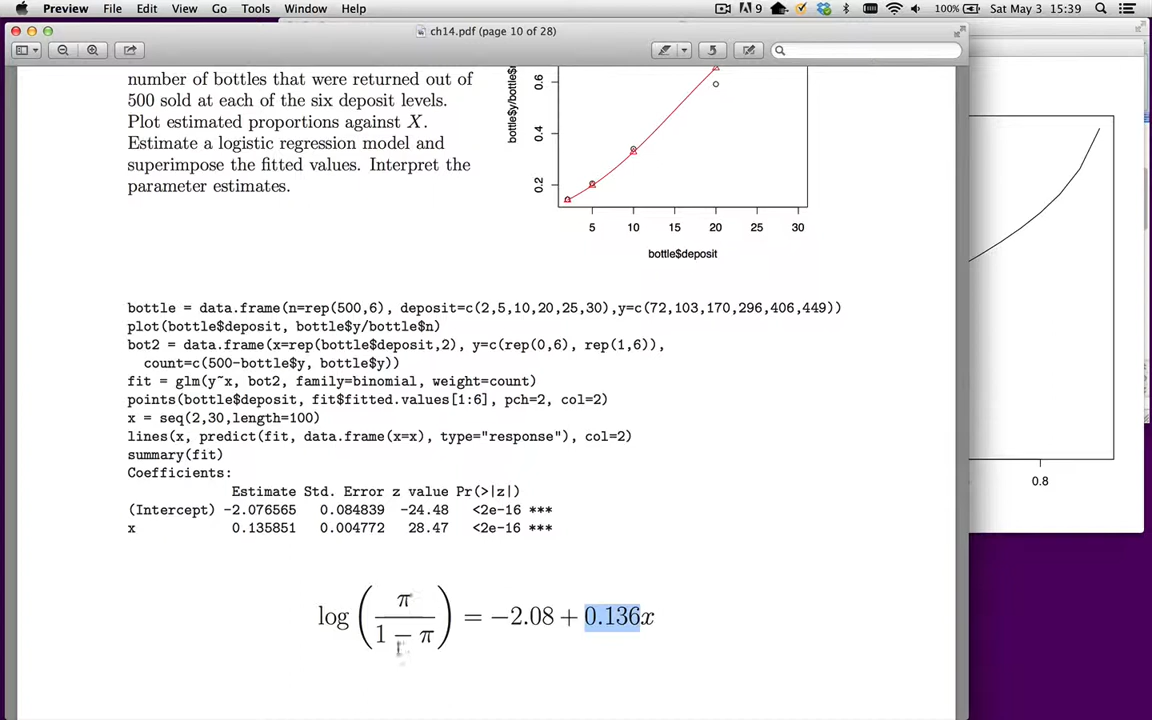 Preview File Edit View Go Tools Window Help 9 100% Sat May 3 15:39
ch14.pdf (page 10 of 28)
number of bottles that were returned out of
500 sold at each of the six deposit levels.
Plot estimated proportions against X.
Estimate a logistic regression model and
superimpose the fitted values. Interpret the
parameter estimates.
bottle$y/bottle$
0.6
0.4
0.2
5 10 15 20 25 30
bottle$deposit
0.8
bottle = data.frame(n=rep(500,6), deposit=c(2,5,10,20,25,30),y=c(72,103,170,296,406,449))
plot(bottle$deposit, bottle$y/bottle$n)
bot2 = data.frame(x=rep(bottle$deposit,2), y=c(rep(0,6), rep(1,6)),
count=c(500-bottle$y, bottle$y))
fit = glm(y~x, bot2, family=binomial, weight=count)
points(bottle$deposit, fit$fitted.values[1:6], pch=2, col=2)
x = seq(2,30,length=100)
lines(x, predict(fit, data.frame(x=x), type="response"), col=2)
summary(fit)
Coefficients:
Estimate Std. Error z value Pr(>|z|)
(Intercept) -2.076565 0.084839 -24.48 <2e-16 ***
x 0.135851 0.004772 28.47 <2e-16 ***
log(π/(1 − π)) = −2.08 + 0.136x